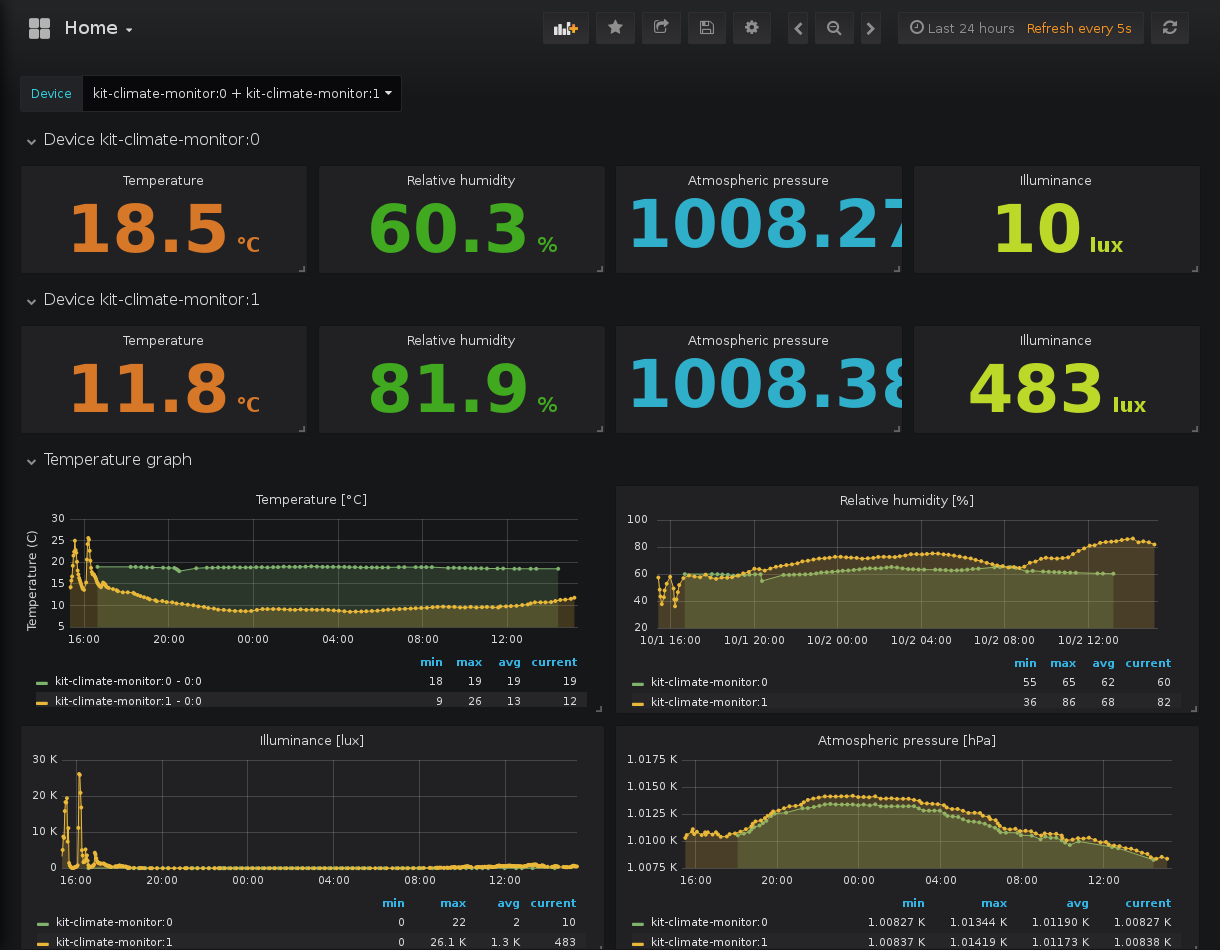 Home
Last 24 hours Refresh every 5s
Device kit-climate-monitor:0 + kit-climate-monitor:1
Device kit-climate-monitor:0
Temperature Relative humidity Atmospheric pressure Illuminance
18.5 °C 60.3 % 1008.27 10 lux
Device kit-climate-monitor:1
Temperature Relative humidity Atmospheric pressure Illuminance
11.8 °C 81.9 % 1008.38 483 lux
Temperature graph
Temperature [°C]
Temperature (C)
30
25
20
15
10
5
16:00 20:00 00:00 04:00 08:00 12:00
min max avg current
kit-climate-monitor:0 - 0:0 18 19 19 19
kit-climate-monitor:1 - 0:0 9 26 13 12
Relative humidity [%]
100
80
60
40
20
10/1 16:00 10/1 20:00 10/2 00:00 10/2 04:00 10/2 08:00 10/2 12:00
min max avg current
kit-climate-monitor:0 55 65 62 60
kit-climate-monitor:1 36 86 68 82
Illuminance [lux]
30 K
20 K
10 K
0
16:00 20:00 00:00 04:00 08:00 12:00
min max avg current
kit-climate-monitor:0 0 22 2 10
kit-climate-monitor:1 0 26.1 K 1.3 K 483
Atmospheric pressure [hPa]
1.0175 K
1.0150 K
1.0125 K
1.0100 K
1.0075 K
16:00 20:00 00:00 04:00 08:00 12:00
min max avg current
kit-climate-monitor:0 1.00827 K 1.01344 K 1.01190 K 1.00827 K
kit-climate-monitor:1 1.00837 K 1.01419 K 1.01173 K 1.00838 K